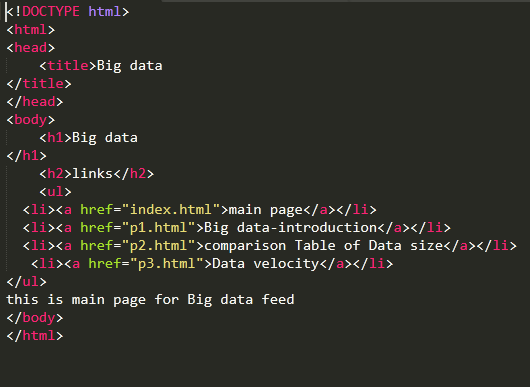 <!DOCTYPE html>
<html>
<head>
    <title>Big data
</title>
</head>
<body>
    <h1>Big data
</h1>
    <h2>links</h2>
    <ul>
  <li><a href="index.html">main page</a></li>
  <li><a href="p1.html">Big data-introduction</a></li>
  <li><a href="p2.html">comparison Table of Data size</a></li>
   <li><a href="p3.html">Data velocity</a></li>
</ul>
this is main page for Big data feed
</body>
</html>